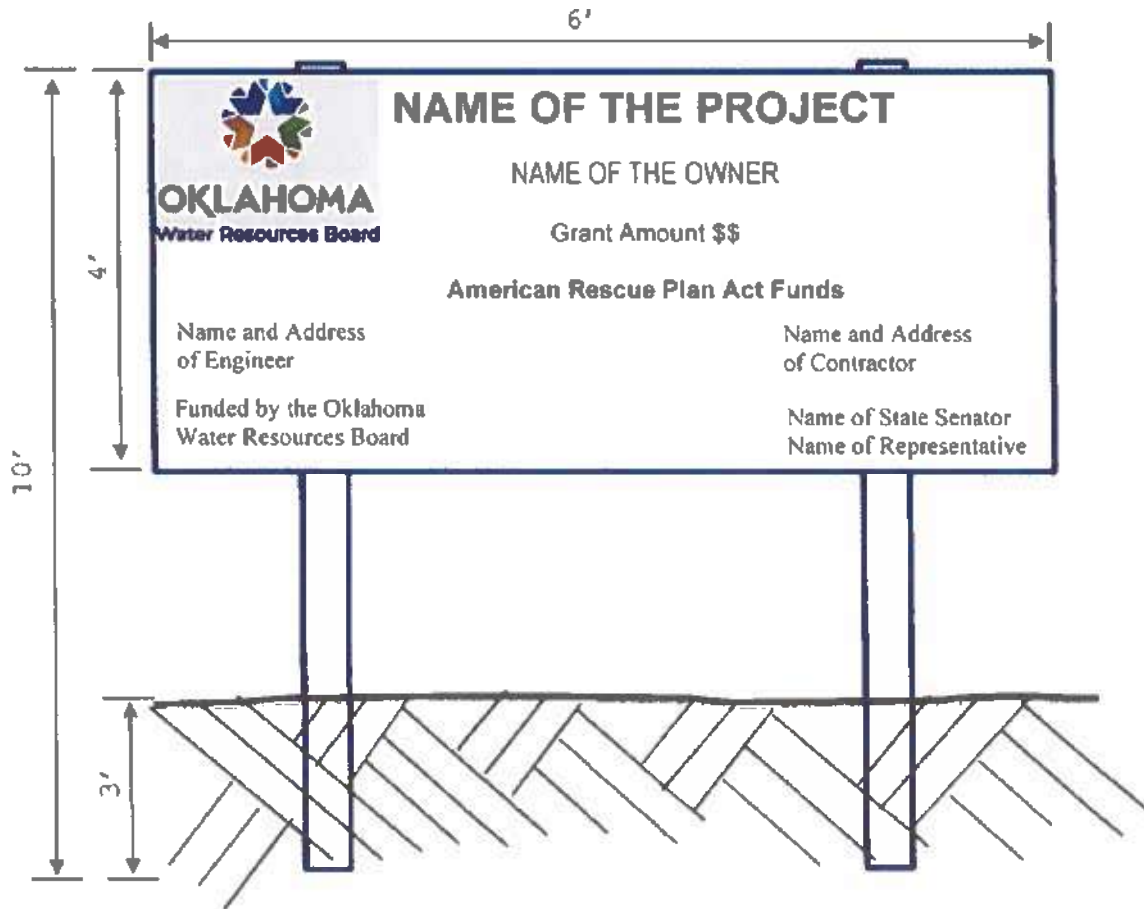 6'
OKLAHOMA
Water Resources Board
NAME OF THE PROJECT
NAME OF THE OWNER
Grant Amount $$
American Rescue Plan Act Funds
4'
10'
Name and Address
of Engineer
Funded by the Oklahoma
Water Resources Board
Name and Address
of Contractor
Name of State Senator
Name of Representative
3'